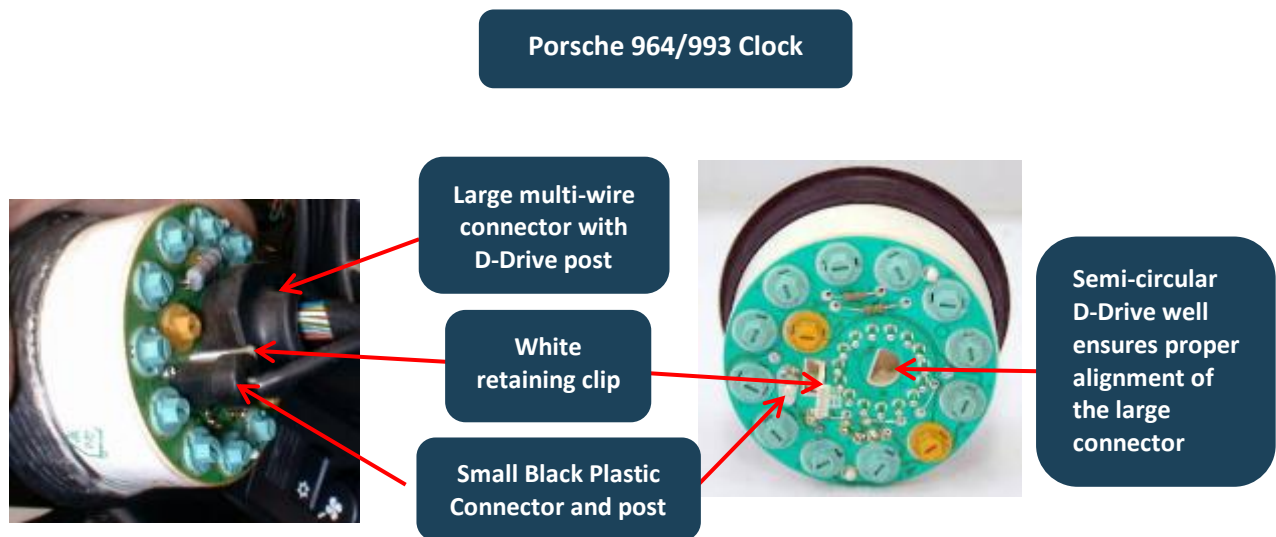 Porsche 964/993 Clock
Large multi-wire
connector with
D-Drive post
White
retaining clip
Small Black Plastic
Connector and post
Semi-circular
D-Drive well
ensures proper
alignment of
the large
connector